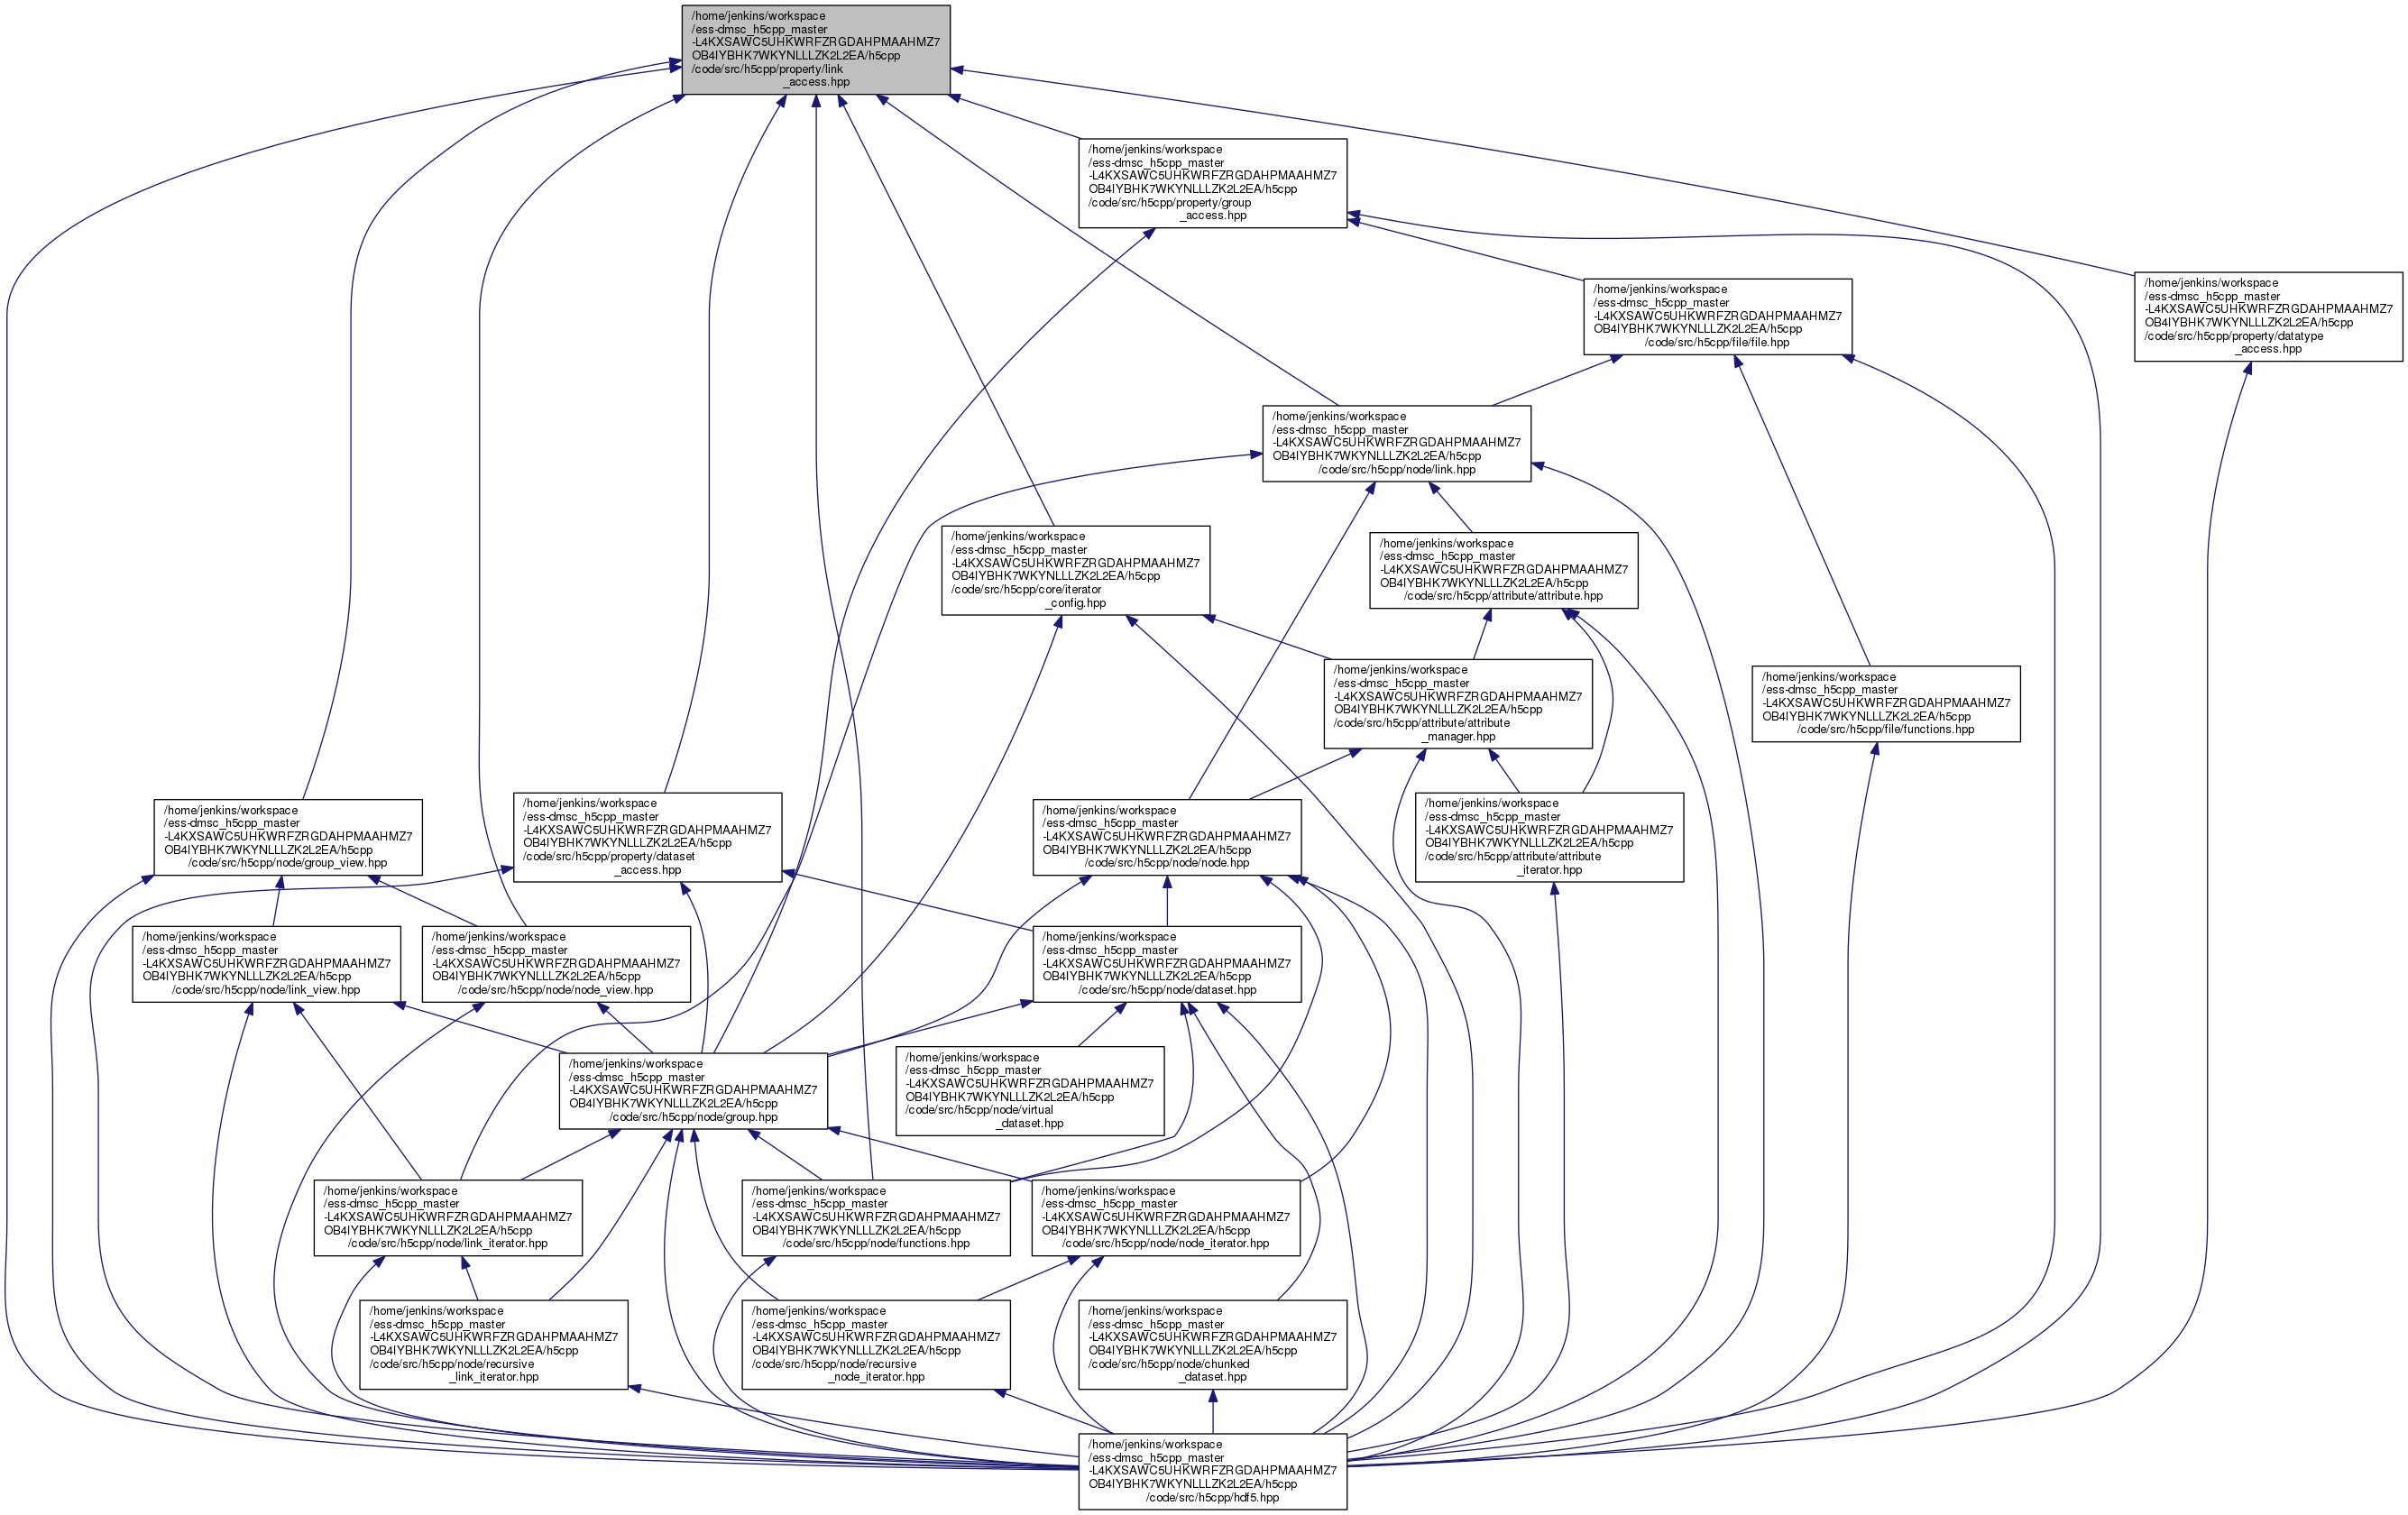 /home/jenkins/workspace
/ess-dmsc_h5cpp_master
-L4KXSAWC5UHKWRFZRGDAHPMAAHMZ7
OB4IYBHK7WKYNLLLZK2L2EA/h5cpp
/code/src/h5cpp/property/link
_access.hpp
/home/jenkins/workspace
/ess-dmsc_h5cpp_master
-L4KXSAWC5UHKWRFZRGDAHPMAAHMZ7
OB4IYBHK7WKYNLLLZK2L2EA/h5cpp
/code/src/h5cpp/property/group
_access.hpp
/home/jenkins/workspace
/ess-dmsc_h5cpp_master
-L4KXSAWC5UHKWRFZRGDAHPMAAHMZ7
OB4IYBHK7WKYNLLLZK2L2EA/h5cpp
/code/src/h5cpp/file/file.hpp
/home/jenkins/workspace
/ess-dmsc_h5cpp_master
-L4KXSAWC5UHKWRFZRGDAHPMAAHMZ7
OB4IYBHK7WKYNLLLZK2L2EA/h5cpp
/code/src/h5cpp/property/datatype
_access.hpp
/home/jenkins/workspace
/ess-dmsc_h5cpp_master
-L4KXSAWC5UHKWRFZRGDAHPMAAHMZ7
OB4IYBHK7WKYNLLLZK2L2EA/h5cpp
/code/src/h5cpp/node/link.hpp
/home/jenkins/workspace
/ess-dmsc_h5cpp_master
-L4KXSAWC5UHKWRFZRGDAHPMAAHMZ7
OB4IYBHK7WKYNLLLZK2L2EA/h5cpp
/code/src/h5cpp/core/iterator
_config.hpp
/home/jenkins/workspace
/ess-dmsc_h5cpp_master
-L4KXSAWC5UHKWRFZRGDAHPMAAHMZ7
OB4IYBHK7WKYNLLLZK2L2EA/h5cpp
/code/src/h5cpp/attribute/attribute.hpp
/home/jenkins/workspace
/ess-dmsc_h5cpp_master
-L4KXSAWC5UHKWRFZRGDAHPMAAHMZ7
OB4IYBHK7WKYNLLLZK2L2EA/h5cpp
/code/src/h5cpp/attribute/attribute
_manager.hpp
/home/jenkins/workspace
/ess-dmsc_h5cpp_master
-L4KXSAWC5UHKWRFZRGDAHPMAAHMZ7
OB4IYBHK7WKYNLLLZK2L2EA/h5cpp
/code/src/h5cpp/file/functions.hpp
/home/jenkins/workspace
/ess-dmsc_h5cpp_master
-L4KXSAWC5UHKWRFZRGDAHPMAAHMZ7
OB4IYBHK7WKYNLLLZK2L2EA/h5cpp
/code/src/h5cpp/node/group_view.hpp
/home/jenkins/workspace
/ess-dmsc_h5cpp_master
-L4KXSAWC5UHKWRFZRGDAHPMAAHMZ7
OB4IYBHK7WKYNLLLZK2L2EA/h5cpp
/code/src/h5cpp/property/dataset
_access.hpp
/home/jenkins/workspace
/ess-dmsc_h5cpp_master
-L4KXSAWC5UHKWRFZRGDAHPMAAHMZ7
OB4IYBHK7WKYNLLLZK2L2EA/h5cpp
/code/src/h5cpp/node/node.hpp
/home/jenkins/workspace
/ess-dmsc_h5cpp_master
-L4KXSAWC5UHKWRFZRGDAHPMAAHMZ7
OB4IYBHK7WKYNLLLZK2L2EA/h5cpp
/code/src/h5cpp/attribute/attribute
_iterator.hpp
/home/jenkins/workspace
/ess-dmsc_h5cpp_master
-L4KXSAWC5UHKWRFZRGDAHPMAAHMZ7
OB4IYBHK7WKYNLLLZK2L2EA/h5cpp
/code/src/h5cpp/node/link_view.hpp
/home/jenkins/workspace
/ess-dmsc_h5cpp_master
-L4KXSAWC5UHKWRFZRGDAHPMAAHMZ7
OB4IYBHK7WKYNLLLZK2L2EA/h5cpp
/code/src/h5cpp/node/node_view.hpp
/home/jenkins/workspace
/ess-dmsc_h5cpp_master
-L4KXSAWC5UHKWRFZRGDAHPMAAHMZ7
OB4IYBHK7WKYNLLLZK2L2EA/h5cpp
/code/src/h5cpp/node/dataset.hpp
/home/jenkins/workspace
/ess-dmsc_h5cpp_master
-L4KXSAWC5UHKWRFZRGDAHPMAAHMZ7
OB4IYBHK7WKYNLLLZK2L2EA/h5cpp
/code/src/h5cpp/node/group.hpp
/home/jenkins/workspace
/ess-dmsc_h5cpp_master
-L4KXSAWC5UHKWRFZRGDAHPMAAHMZ7
OB4IYBHK7WKYNLLLZK2L2EA/h5cpp
/code/src/h5cpp/node/virtual
_dataset.hpp
/home/jenkins/workspace
/ess-dmsc_h5cpp_master
-L4KXSAWC5UHKWRFZRGDAHPMAAHMZ7
OB4IYBHK7WKYNLLLZK2L2EA/h5cpp
/code/src/h5cpp/node/link_iterator.hpp
/home/jenkins/workspace
/ess-dmsc_h5cpp_master
-L4KXSAWC5UHKWRFZRGDAHPMAAHMZ7
OB4IYBHK7WKYNLLLZK2L2EA/h5cpp
/code/src/h5cpp/node/functions.hpp
/home/jenkins/workspace
/ess-dmsc_h5cpp_master
-L4KXSAWC5UHKWRFZRGDAHPMAAHMZ7
OB4IYBHK7WKYNLLLZK2L2EA/h5cpp
/code/src/h5cpp/node/node_iterator.hpp
/home/jenkins/workspace
/ess-dmsc_h5cpp_master
-L4KXSAWC5UHKWRFZRGDAHPMAAHMZ7
OB4IYBHK7WKYNLLLZK2L2EA/h5cpp
/code/src/h5cpp/node/recursive
_link_iterator.hpp
/home/jenkins/workspace
/ess-dmsc_h5cpp_master
-L4KXSAWC5UHKWRFZRGDAHPMAAHMZ7
OB4IYBHK7WKYNLLLZK2L2EA/h5cpp
/code/src/h5cpp/node/recursive
_node_iterator.hpp
/home/jenkins/workspace
/ess-dmsc_h5cpp_master
-L4KXSAWC5UHKWRFZRGDAHPMAAHMZ7
OB4IYBHK7WKYNLLLZK2L2EA/h5cpp
/code/src/h5cpp/node/chunked
_dataset.hpp
/home/jenkins/workspace
/ess-dmsc_h5cpp_master
-L4KXSAWC5UHKWRFZRGDAHPMAAHMZ7
OB4IYBHK7WKYNLLLZK2L2EA/h5cpp
/code/src/h5cpp/hdf5.hpp